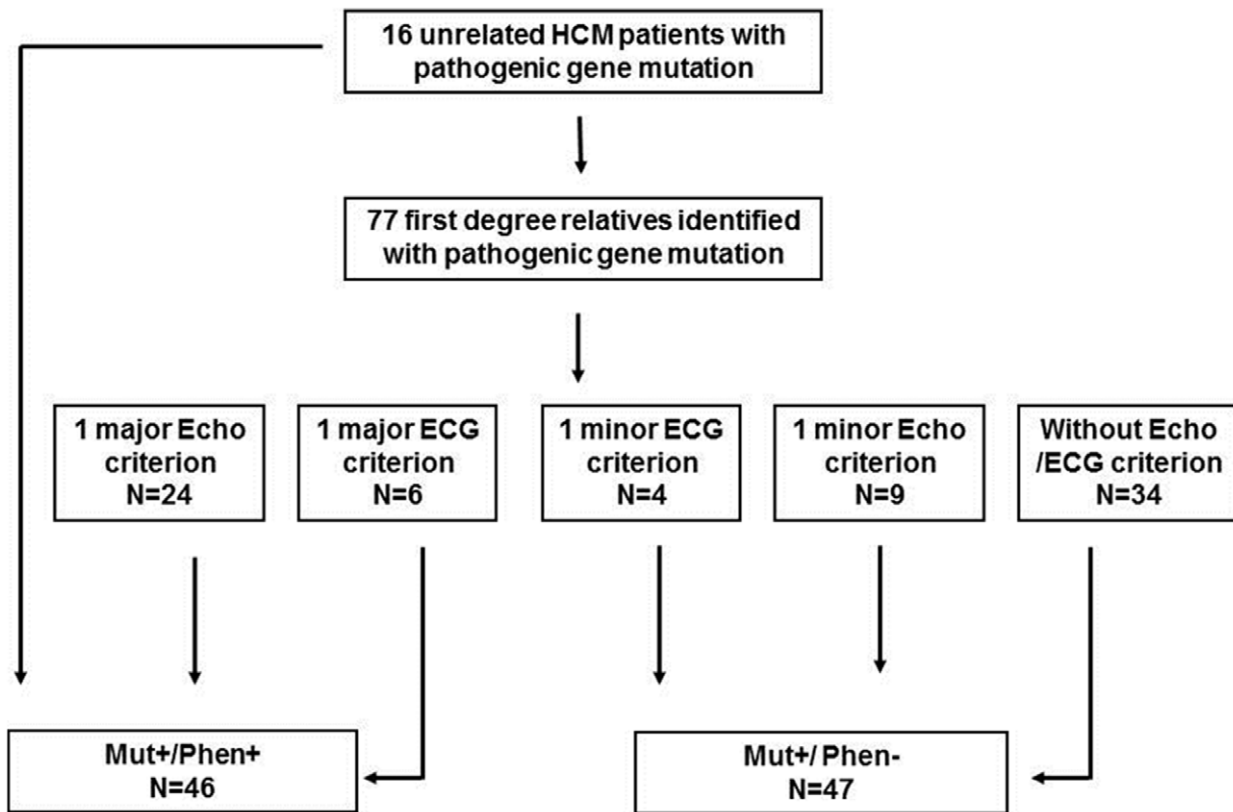 16 unrelated HCM patients with
pathogenic gene mutation
77 first degree relatives identified
with pathogenic gene mutation
1 major Echo
criterion
N=24
1 major ECG
criterion
N=6
1 minor ECG
criterion
N=4
1 minor Echo
criterion
N=9
Without Echo
/ECG criterion
N=34
Mut+/Phen+
N=46
Mut+/ Phen-
N=47